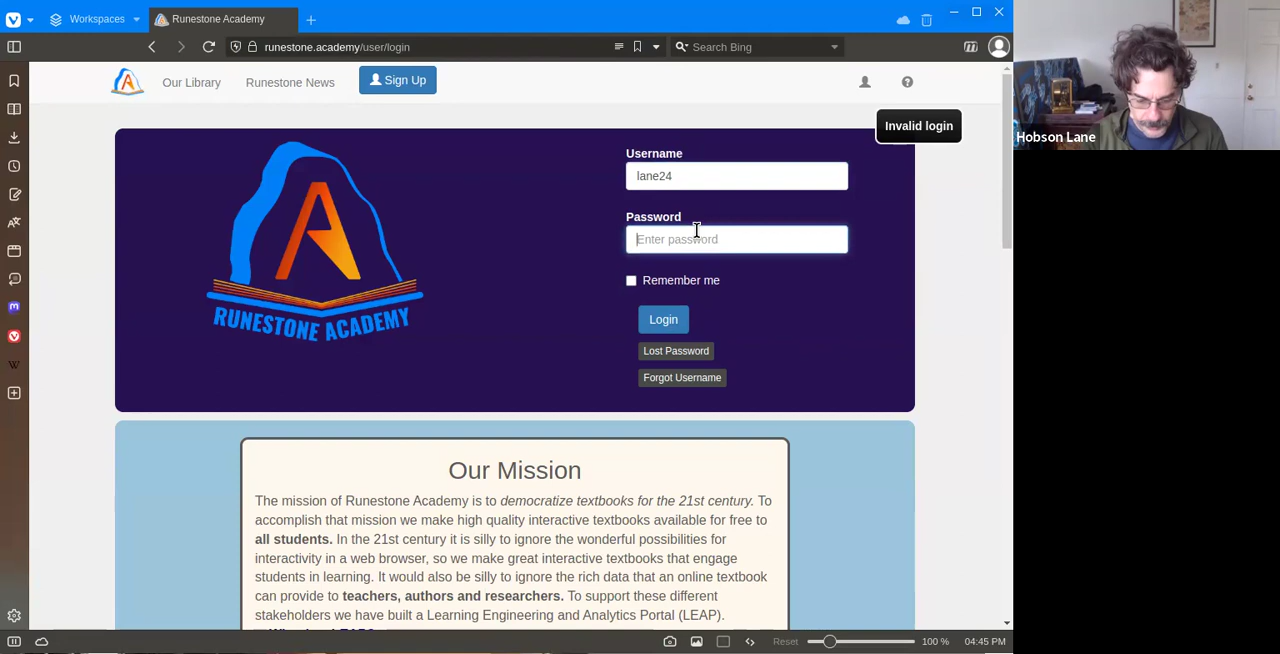 Workspaces
Runestone Academy
runestone.academy/user/login
Search Bing
Our Library
Runestone News
Sign Up
Invalid login
Hobson Lane
Username
lane24
Password
Enter password
Remember me
Login
Lost Password
Forgot Username
RUNESTONE ACADEMY
Our Mission
The mission of Runestone Academy is to democratize textbooks for the 21st century. To
accomplish that mission we make high quality interactive textbooks available for free to
all students. In the 21st century it is silly to ignore the wonderful possibilities for
interactivity in a web browser, so we make great interactive textbooks that engage
students in learning. It would also be silly to ignore the rich data that an online textbook
can provide to teachers, authors and researchers. To support these different
stakeholders we have built a Learning Engineering and Analytics Portal (LEAP).
Reset
100 %
04:45 PM